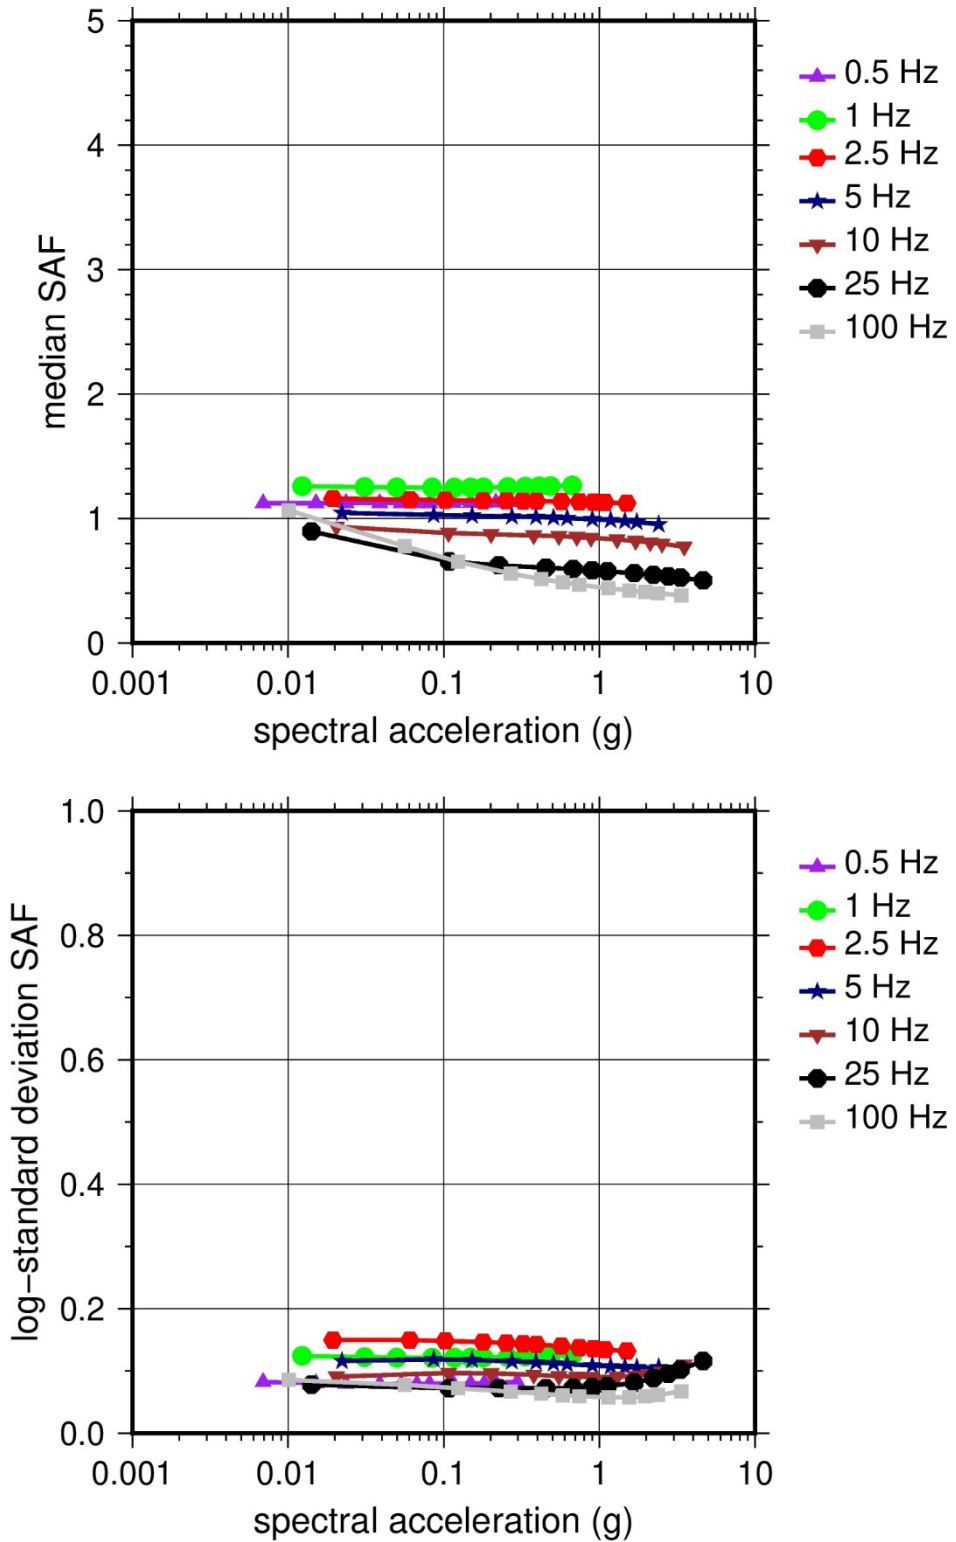 5
4
3
2
1
0
median SAF
0.001 0.01 0.1 1 10
spectral acceleration (g)
0.5 Hz
1 Hz
2.5 Hz
5 Hz
10 Hz
25 Hz
100 Hz
1.0
0.8
0.6
0.4
0.2
0.0
log−standard deviation SAF
0.001 0.01 0.1 1 10
spectral acceleration (g)
0.5 Hz
1 Hz
2.5 Hz
5 Hz
10 Hz
25 Hz
100 Hz